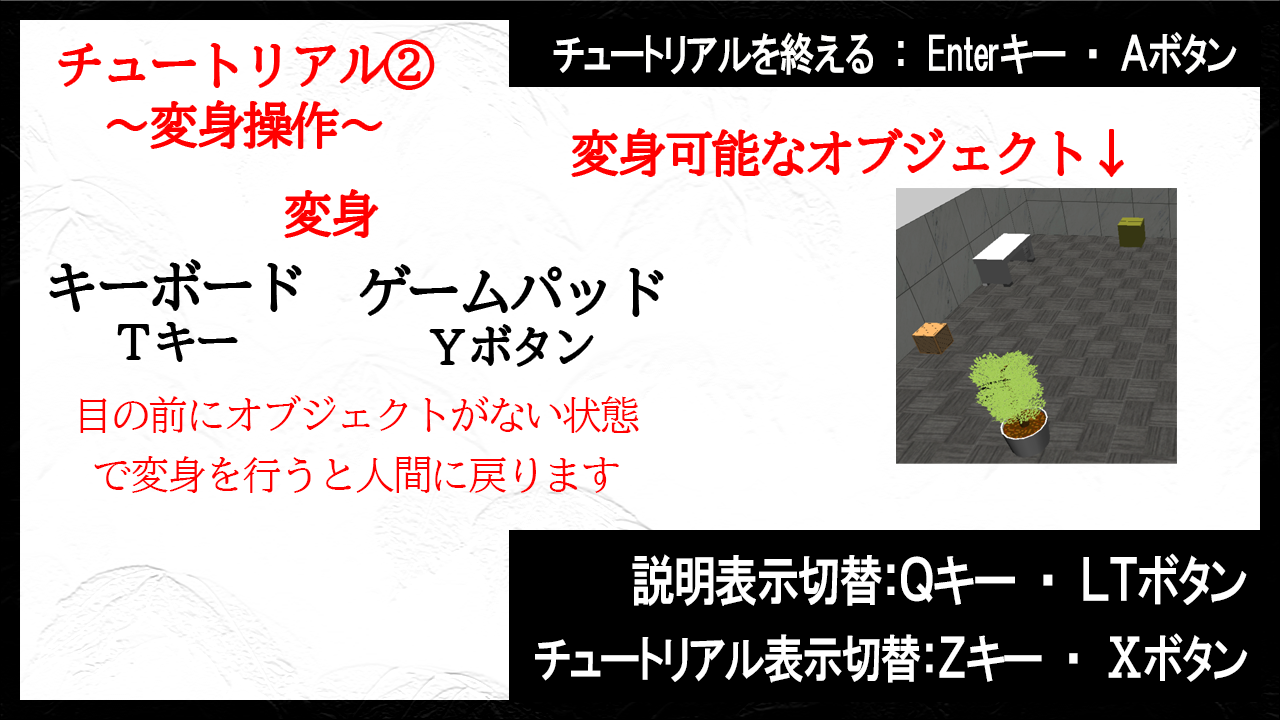 チュートリアル②
～変身操作～
チュートリアルを終える : Enterキー ・ Aボタン
変身可能なオブジェクト↓
変身
キーボード
Tキー
ゲームパッド
Yボタン
目の前にオブジェクトがない状態
で変身を行うと人間に戻ります
説明表示切替:Qキー ・ LTボタン
チュートリアル表示切替:Zキー ・ Xボタン